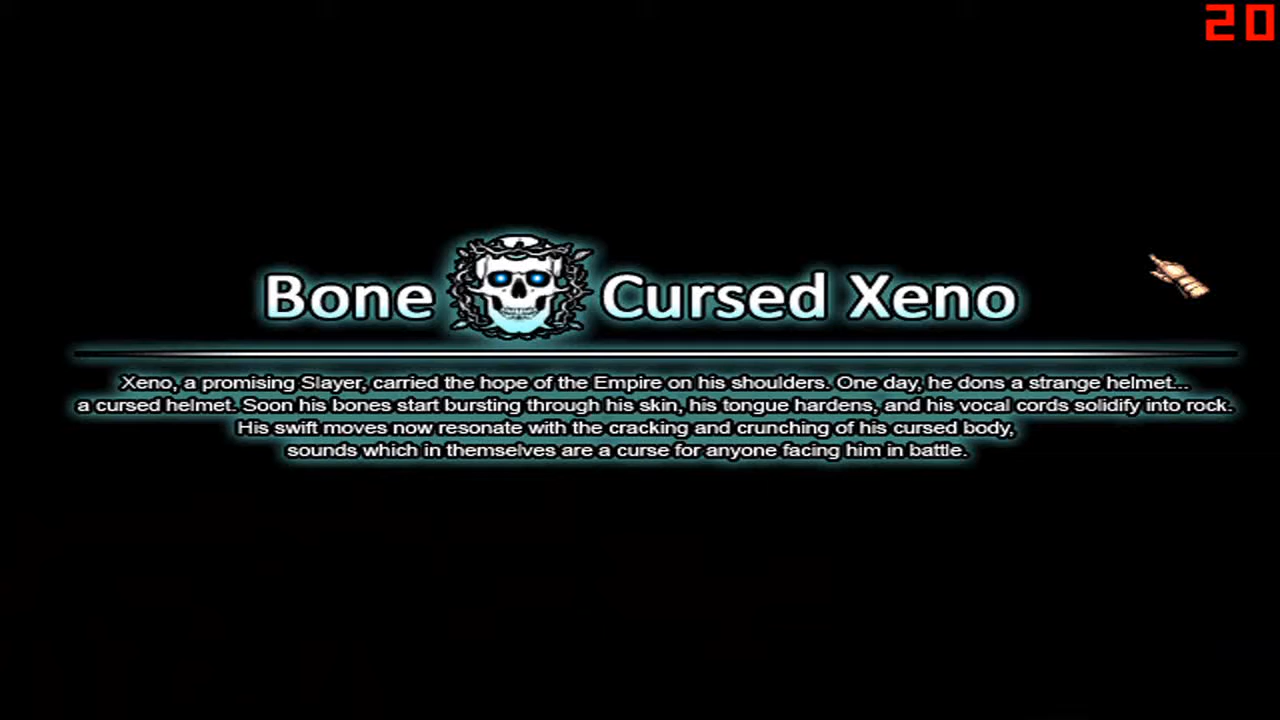 20
Bone Cursed Xeno
Xeno, a promising Slayer, carried the hope of the Empire on his shoulders. One day, he dons a strange helmet...
a cursed helmet. Soon his bones start bursting through his skin, his tongue hardens, and his vocal cords solidify into rock.
His swift moves now resonate with the cracking and crunching of his cursed body,
sounds which in themselves are a curse for anyone facing him in battle.